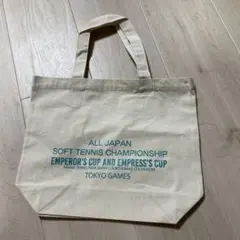 ALL JAPAN
SOFT-TENNIS CHAMPIONSHIP
EMPEROR'S CUP AND EMPRESS'S CUP
TOKYO GAMES